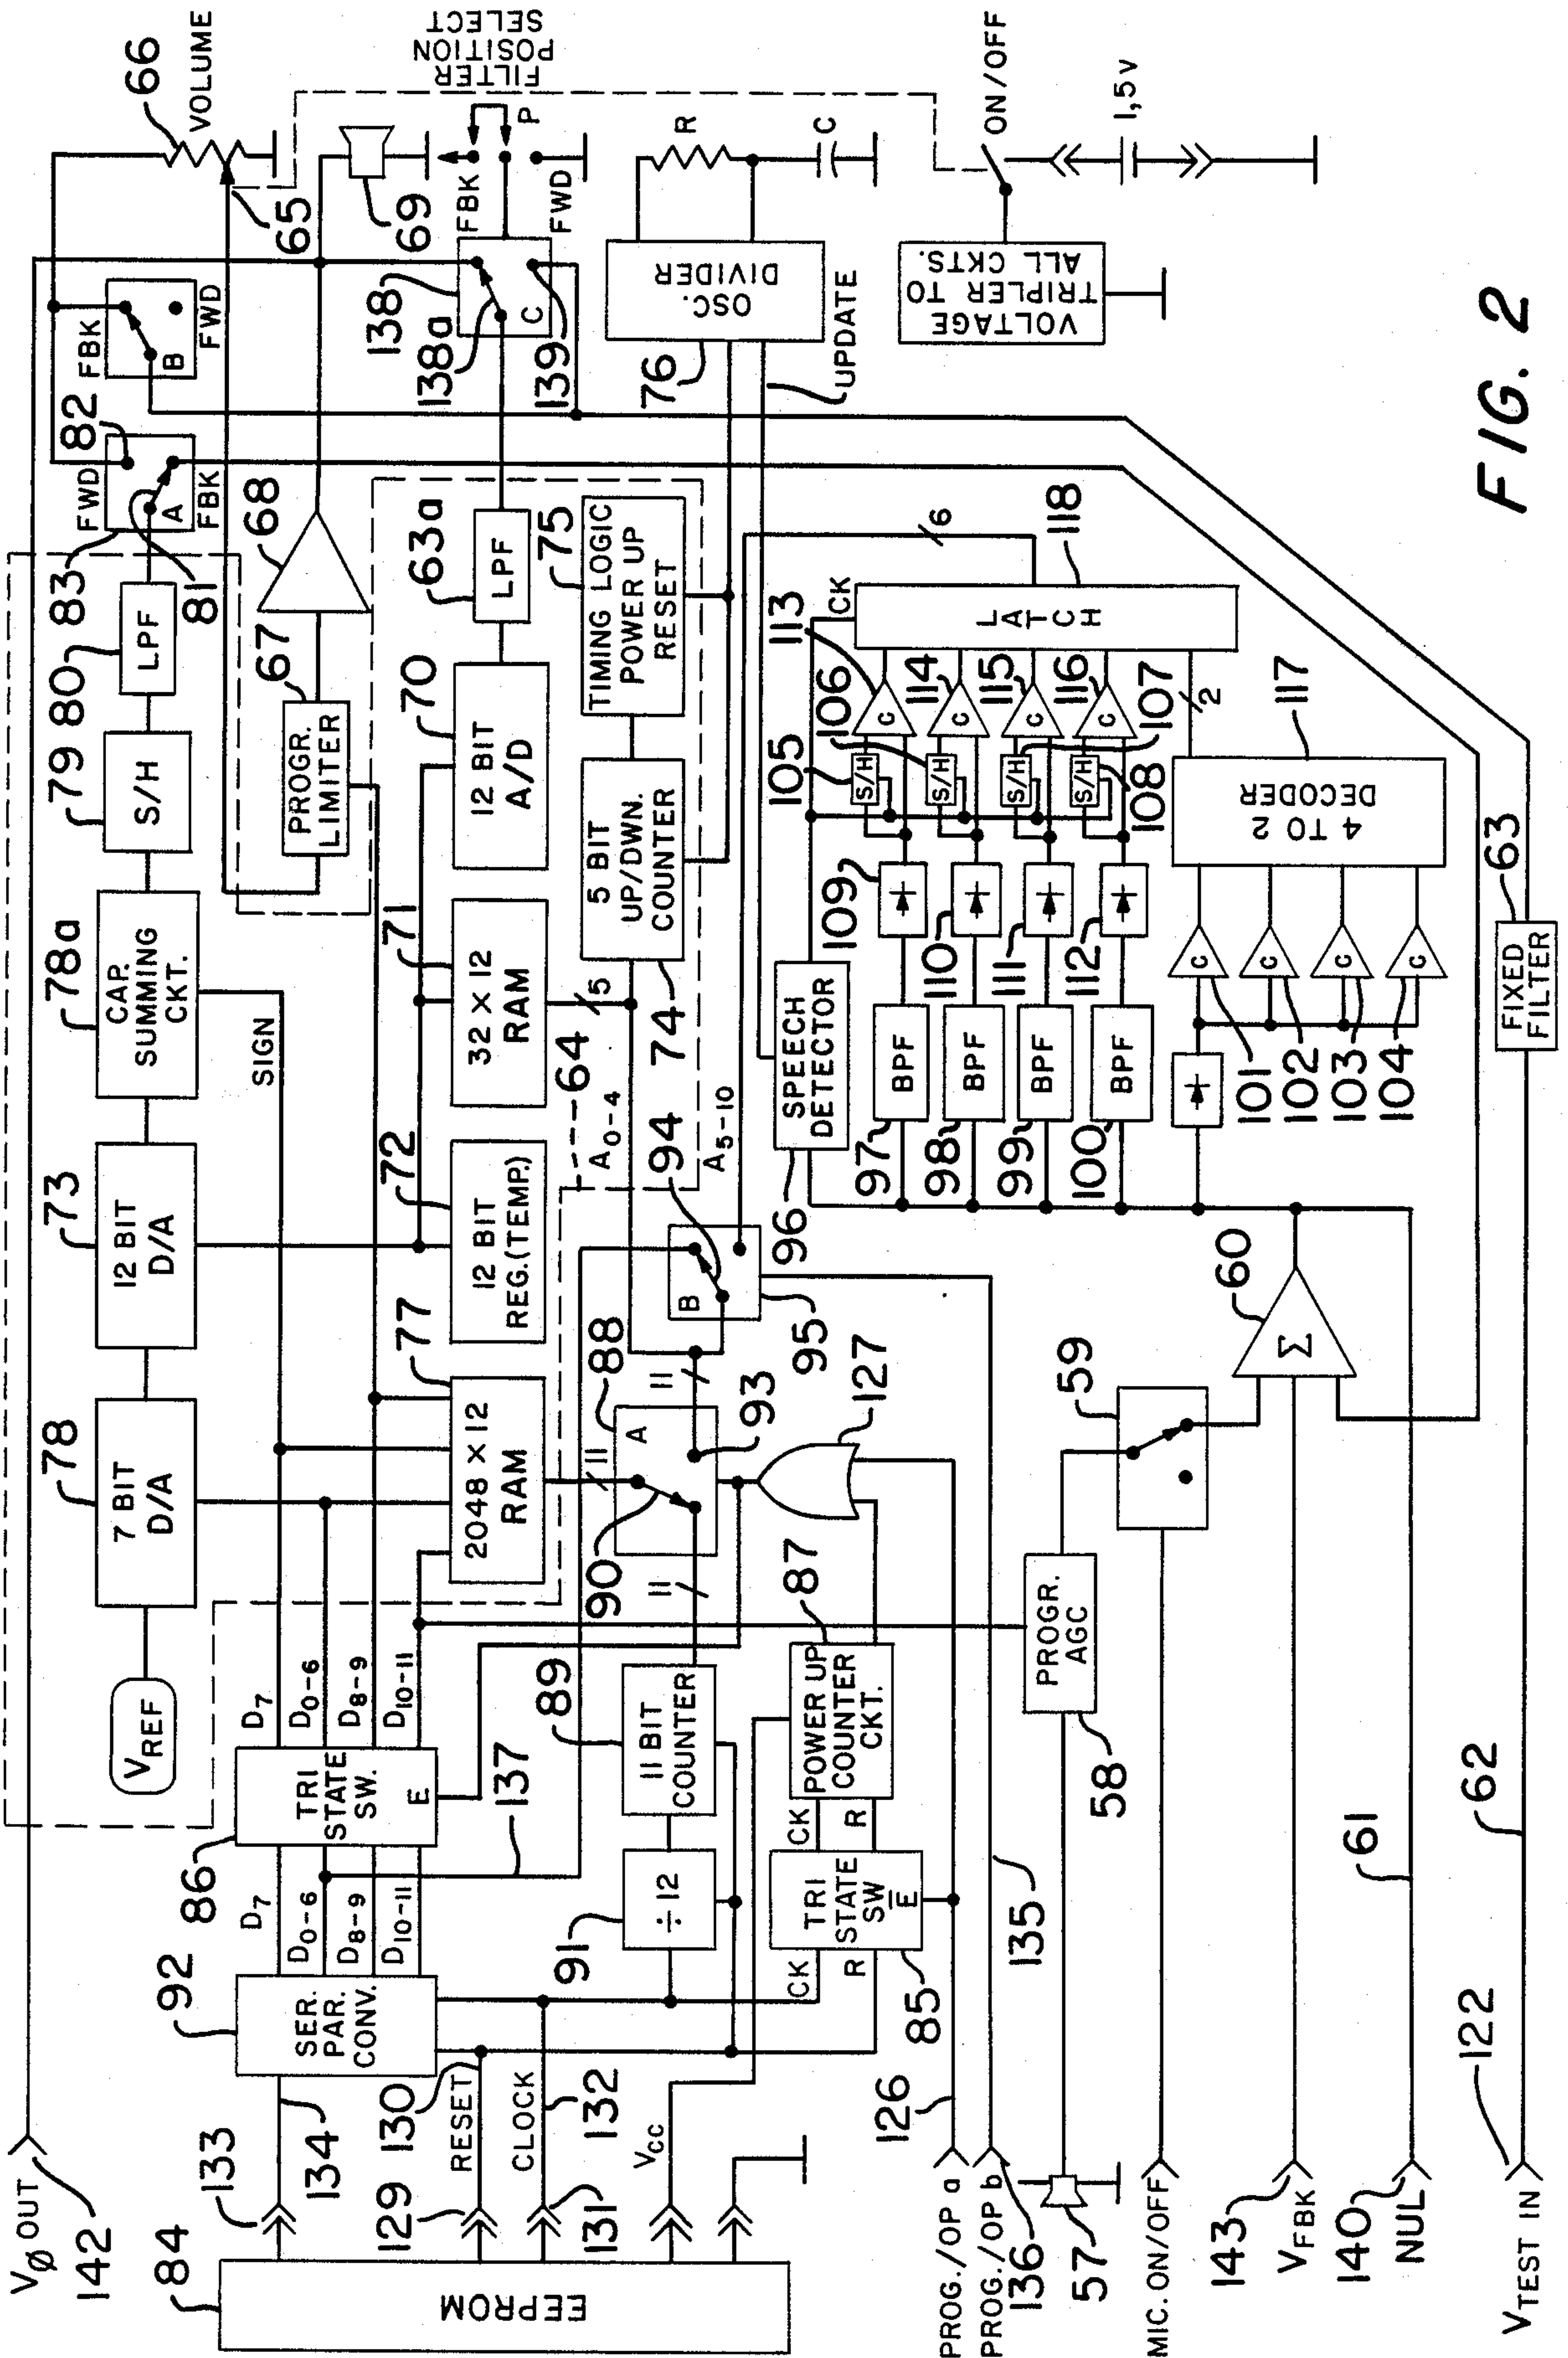 VØ OUT
142
133
134
92
SER.
PAR.
CONV.
D7
D0-6
D8-9
D10-11
86
TRI
STATE
SW.
E
D7
D0-6
D8-9
D10-11
137
VREF
78
7 BIT
D/A
73
12 BIT
D/A
78a
CAP.
SUMMING
CKT.
SIGN
79
S/H
80
LPF
83
81
FWD
82
A
FBK
FBK
B
FWD
66
VOLUME
65
67
PROGR.
LIMITER
68
69
77
2048 x 12
RAM
72
12 BIT
REG.(TEMP.)
71
32 x 12
RAM
70
12 BIT
A/D
63a
LPF
138
138a
C
139
FBK
FWD
P
FILTER
POSITION
SELECT
84
EEPROM
129
130
RESET
CLOCK
132
131
VCC
91
÷ 12
89
11 BIT
COUNTER
11
90
88
A
11
93
11
64
A0-4
5
74
5 BIT
UP/DWN.
COUNTER
75
TIMING LOGIC
POWER UP
RESET
76
OSC.
DIVIDER
R
C
UPDATE
94
B
95
A5-10
6
CK
R
TRI
STATE
SW
E
85
CK
R
POWER UP
COUNTER
CKT.
87
127
126
PROG./OP a
PROG./OP b
136
135
57
58
PROGR.
AGC
59
MIC. ON/OFF
60
Σ
143
VFBK
140
NUL
61
122
VTEST IN
62
63
FIXED
FILTER
96
SPEECH
DETECTOR
97
BPF
98
BPF
99
BPF
100
BPF
109
110
111
112
105
S/H
106
S/H
S/H
107
S/H
108
C
113
C
114
C
115
C
116
CK
LATCH
118
2
101
C
102
C
103
C
104
C
4 TO 2
DECODER
117
VOLTAGE
TRIPLER TO
ALL CKTS.
ON/OFF
1,5 V
FIG. 2